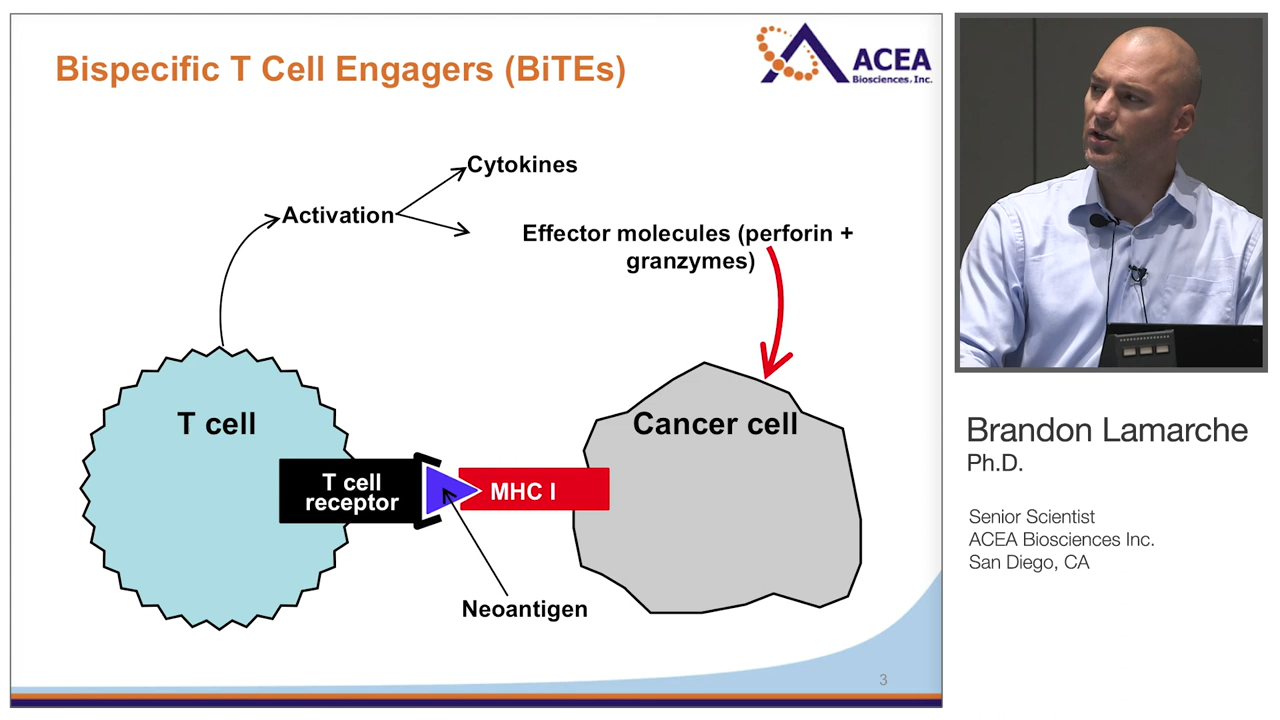 Bispecific T Cell Engagers (BiTEs)
ACEA
Biosciences, Inc.
Cytokines
Activation
Effector molecules (perforin +
granzymes)
T cell
Cancer cell
T cell
receptor
MHC I
Neoantigen
3
Brandon Lamarche
Ph.D.
Senior Scientist
ACEA Biosciences Inc.
San Diego, CA